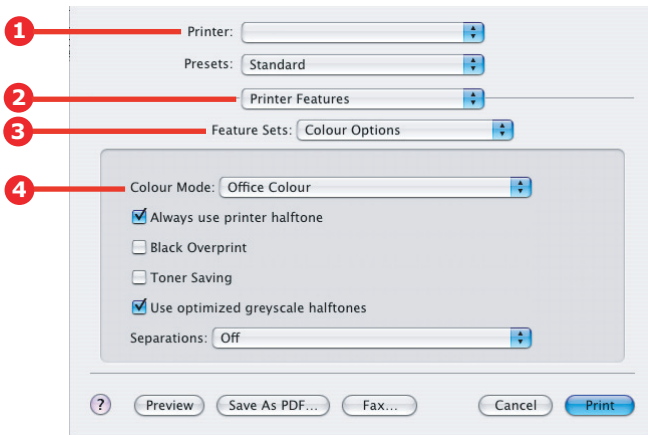 1 Printer:
Presets: Standard
2 Printer Features
3 Feature Sets: Colour Options
4 Colour Mode: Office Colour
Always use printer halftone
Black Overprint
Toner Saving
Use optimized greyscale halftones
Separations: Off
? Preview Save As PDF... Fax... Cancel Print